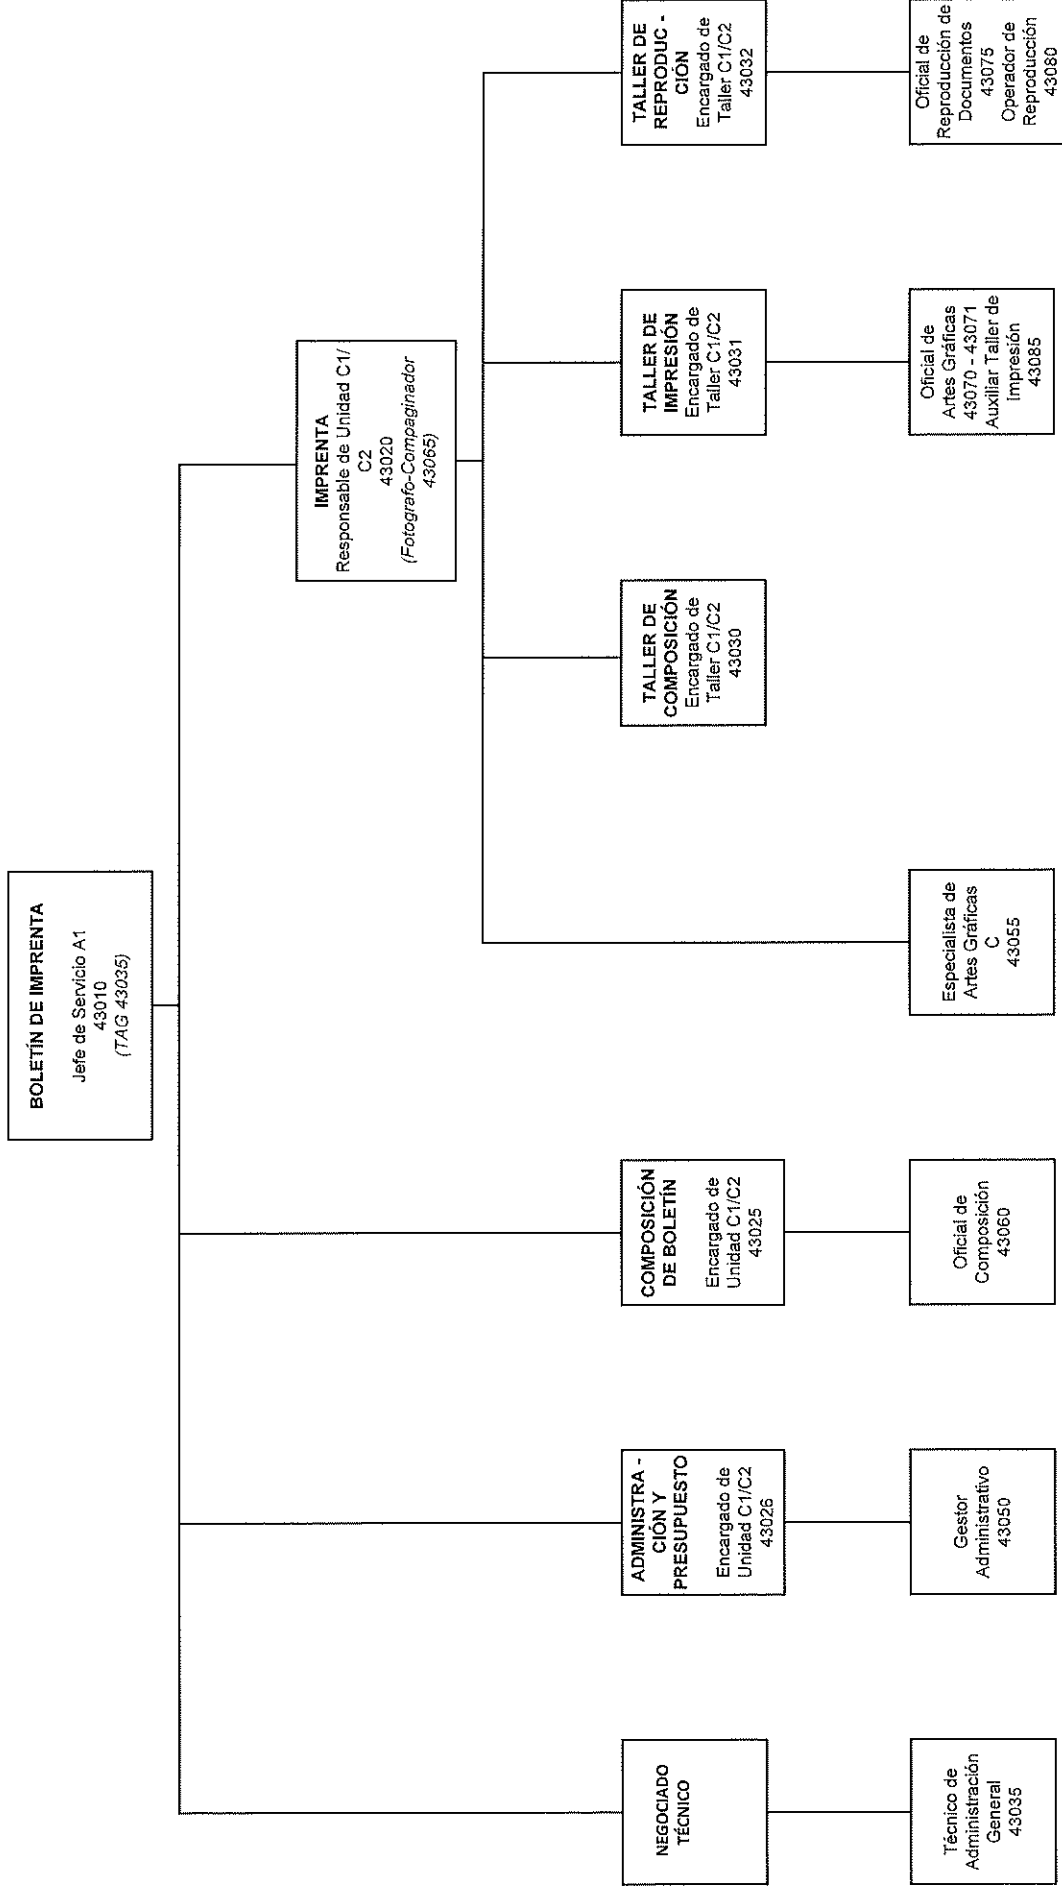 BOLETÍN DE IMPRENTA
Jefe de Servicio A1
43010
(TAG 43035)
IMPRENTA
Responsable de Unidad C1/
C2
43020
(Fotografo-Compaginador
43065)
NEGOCIADO
TÉCNICO
ADMINISTRA -
CIÓN Y
PRESUPUESTO
Encargado de
Unidad C1/C2
43026
COMPOSICIÓN
DE BOLETÍN
Encargado de
Unidad C1/C2
43025
TALLER DE
COMPOSICIÓN
Encargado de
Taller C1/C2
43030
TALLER DE
IMPRESIÓN
Encargado de
Taller C1/C2
43031
TALLER DE
REPRODUC -
CIÓN
Encargado de
Taller C1/C2
43032
Técnico de
Administración
General
43035
Gestor
Administrativo
43050
Oficial de
Composición
43060
Especialista de
Artes Gráficas
C
43055
Oficial de
Artes Gráficas
43070 - 43071
Auxiliar Taller de
Impresión
43085
Oficial de
Reproducción de
Documentos
43075
Operador de
Reproducción
43080